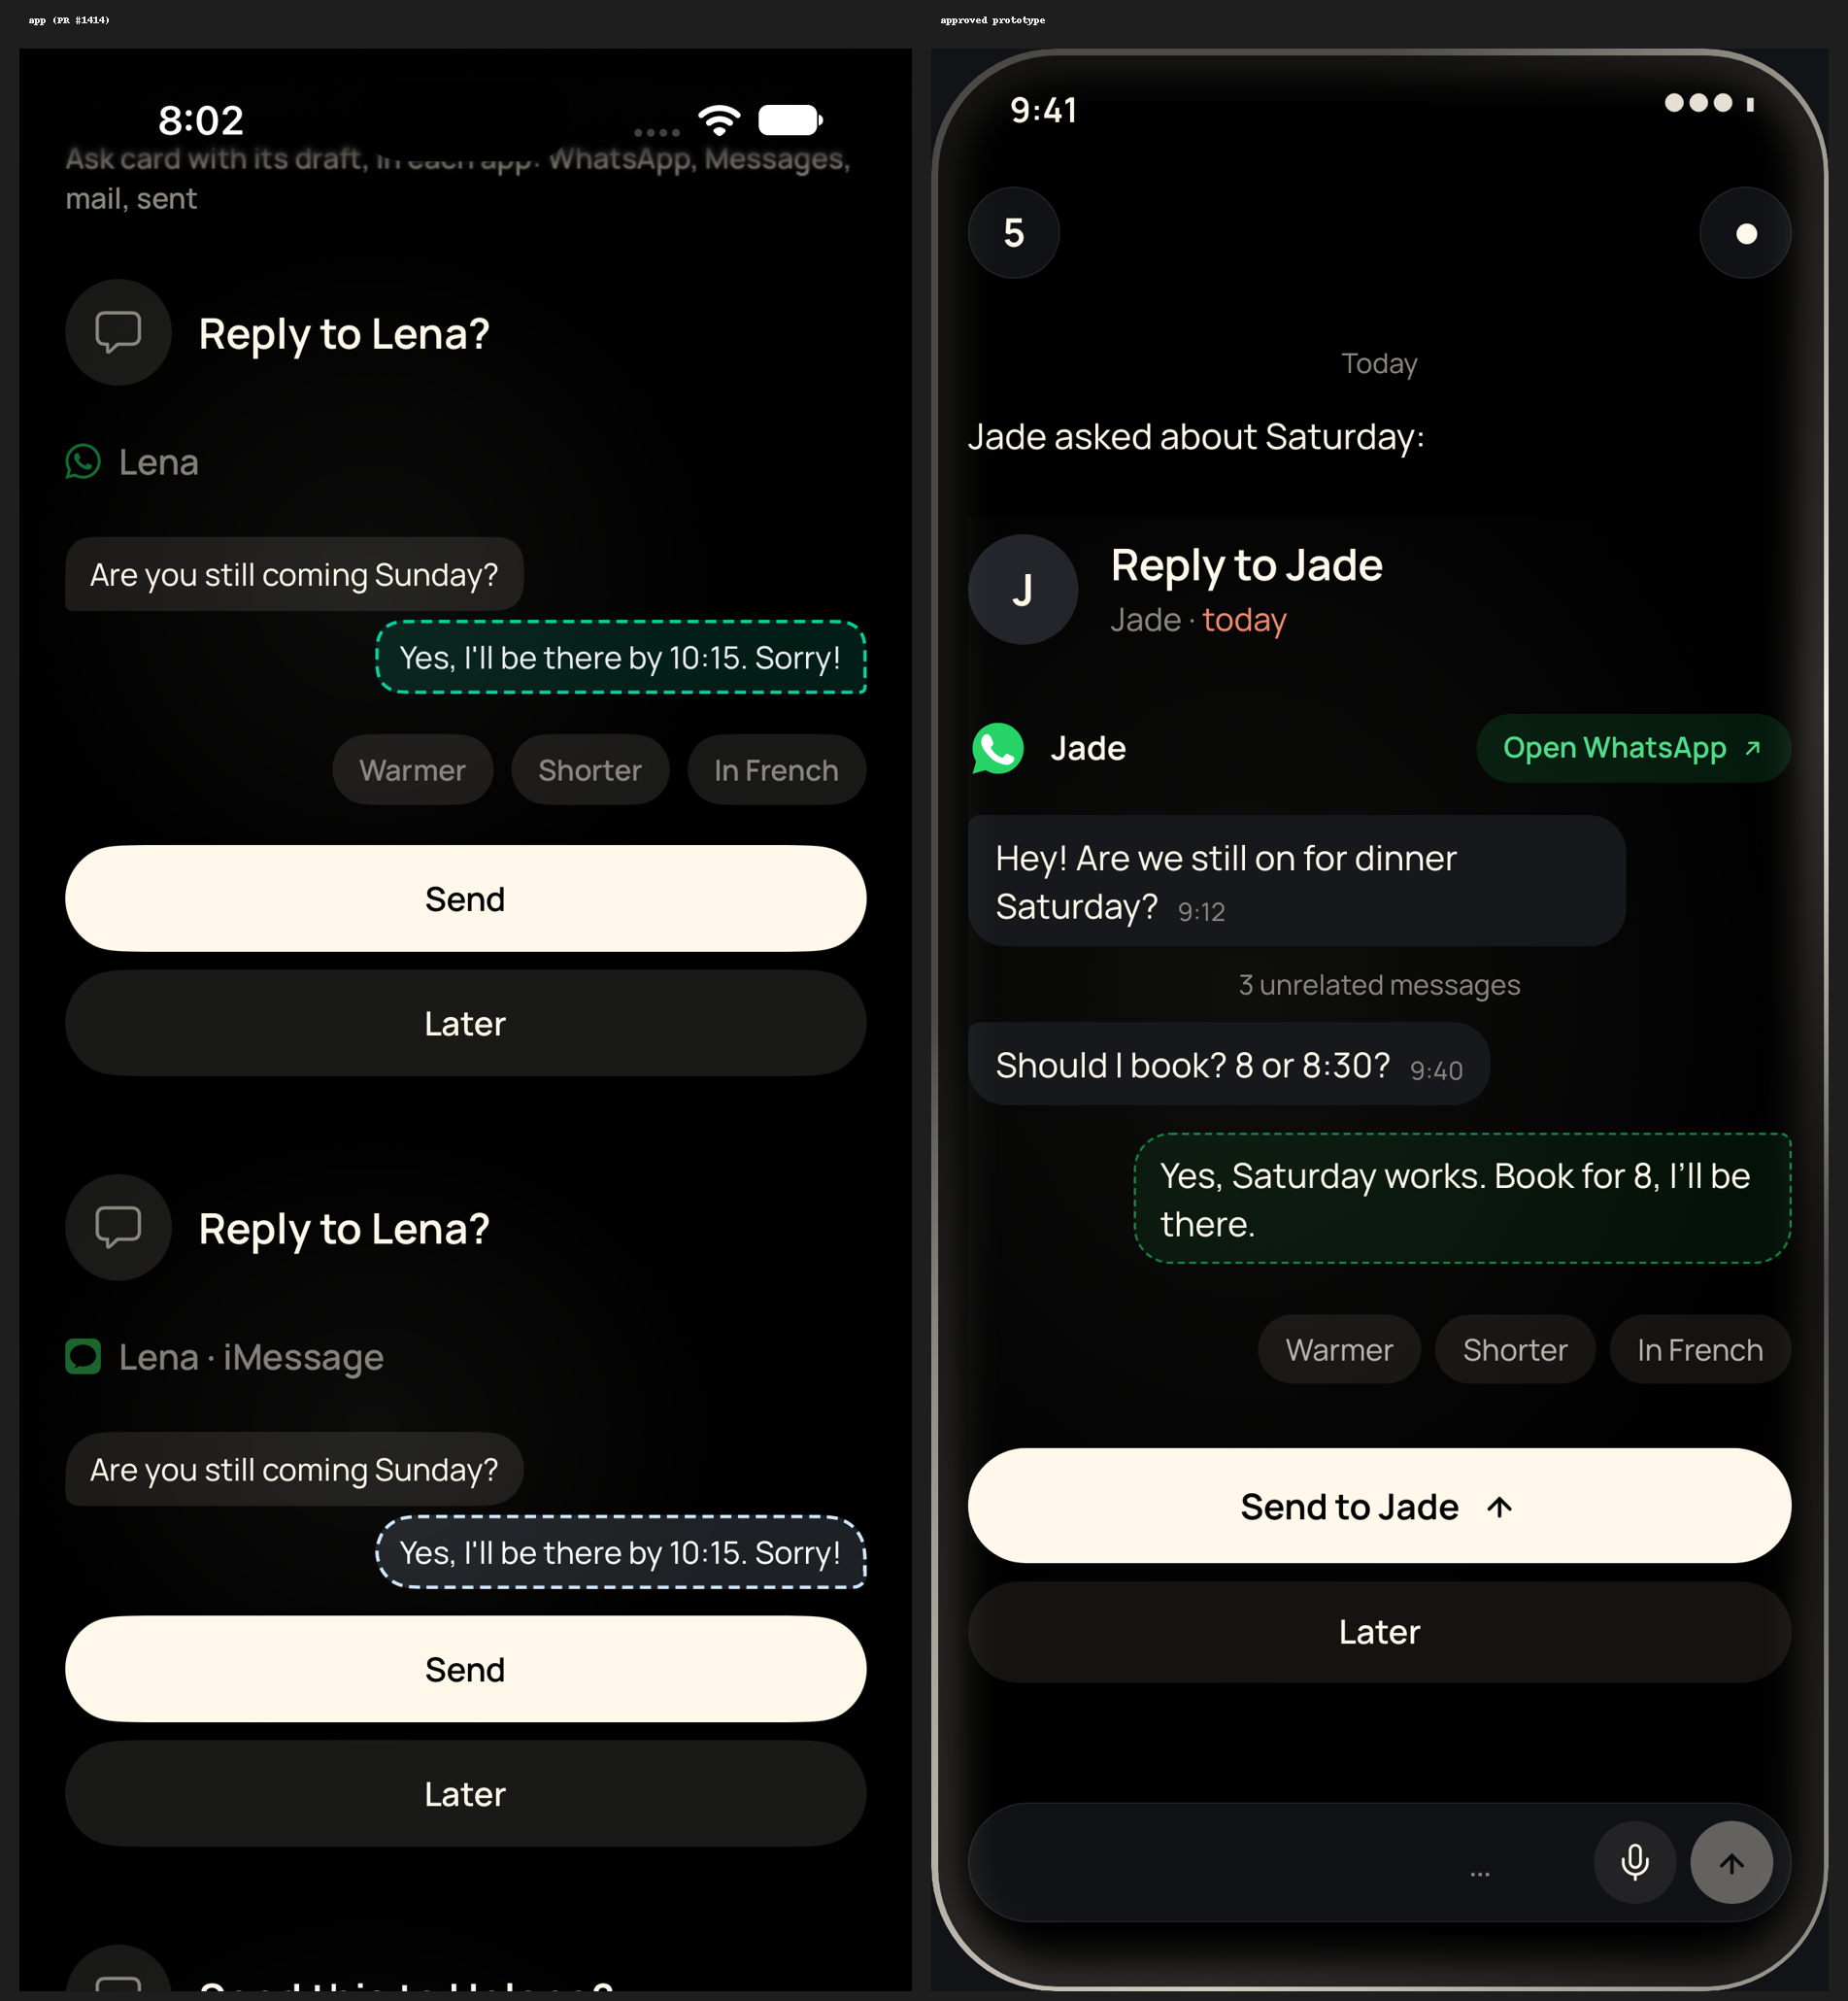 app (PR #1414)
8:02
Ask card with its draft, in each app: WhatsApp, Messages,
mail, sent
Reply to Lena?
Lena
Are you still coming Sunday?
Yes, I'll be there by 10:15. Sorry!
Warmer
Shorter
In French
Send
Later
Reply to Lena?
Lena · iMessage
Are you still coming Sunday?
Yes, I'll be there by 10:15. Sorry!
Send
Later
approved prototype
9:41
5
Today
Jade asked about Saturday:
J
Reply to Jade
Jade · today
Jade
Open WhatsApp
Hey! Are we still on for dinner
Saturday? 9:12
3 unrelated messages
Should I book? 8 or 8:30? 9:40
Yes, Saturday works. Book for 8, I’ll be
there.
Warmer
Shorter
In French
Send to Jade
Later
...